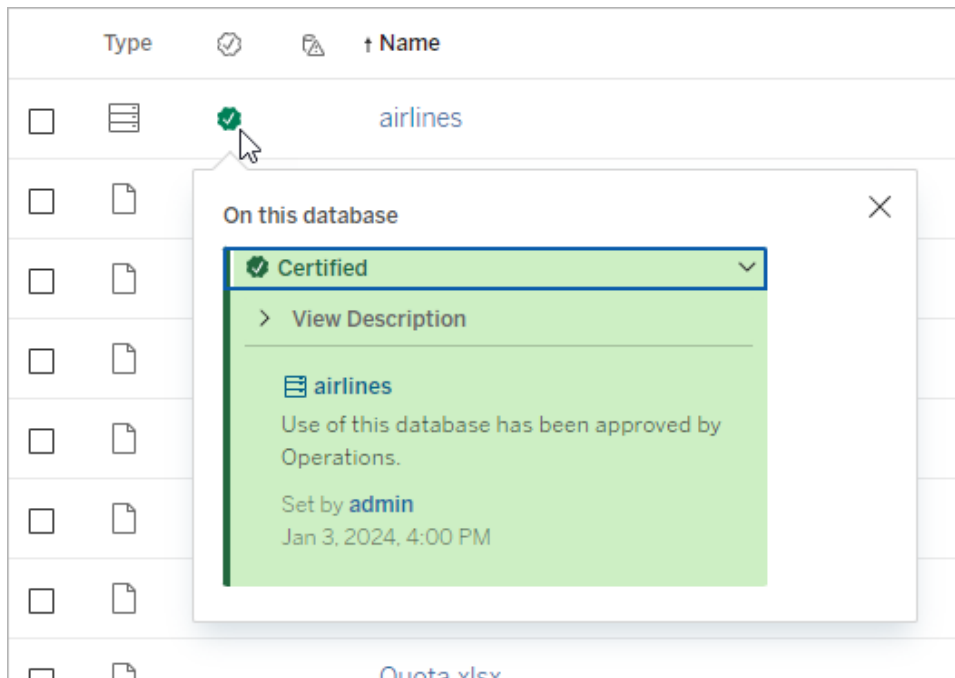 Type ↑ Name
airlines
On this database
Certified
View Description
airlines
Use of this database has been approved by
Operations.
Set by admin
Jan 3, 2024, 4:00 PM
Quota.xlsx